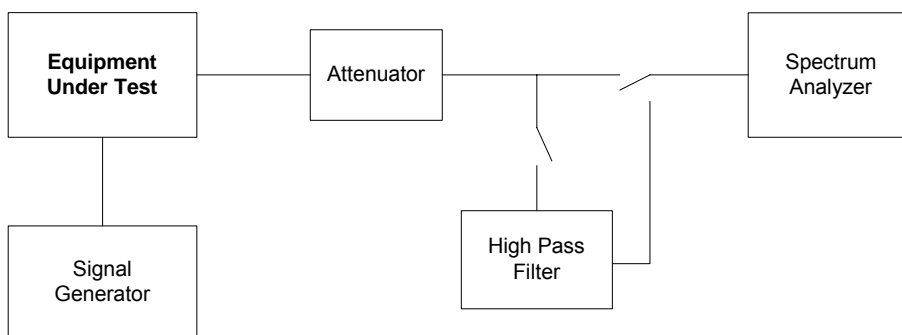 Equipment
Under Test
Attenuator
Spectrum
Analyzer
Signal
Generator
High Pass
Filter